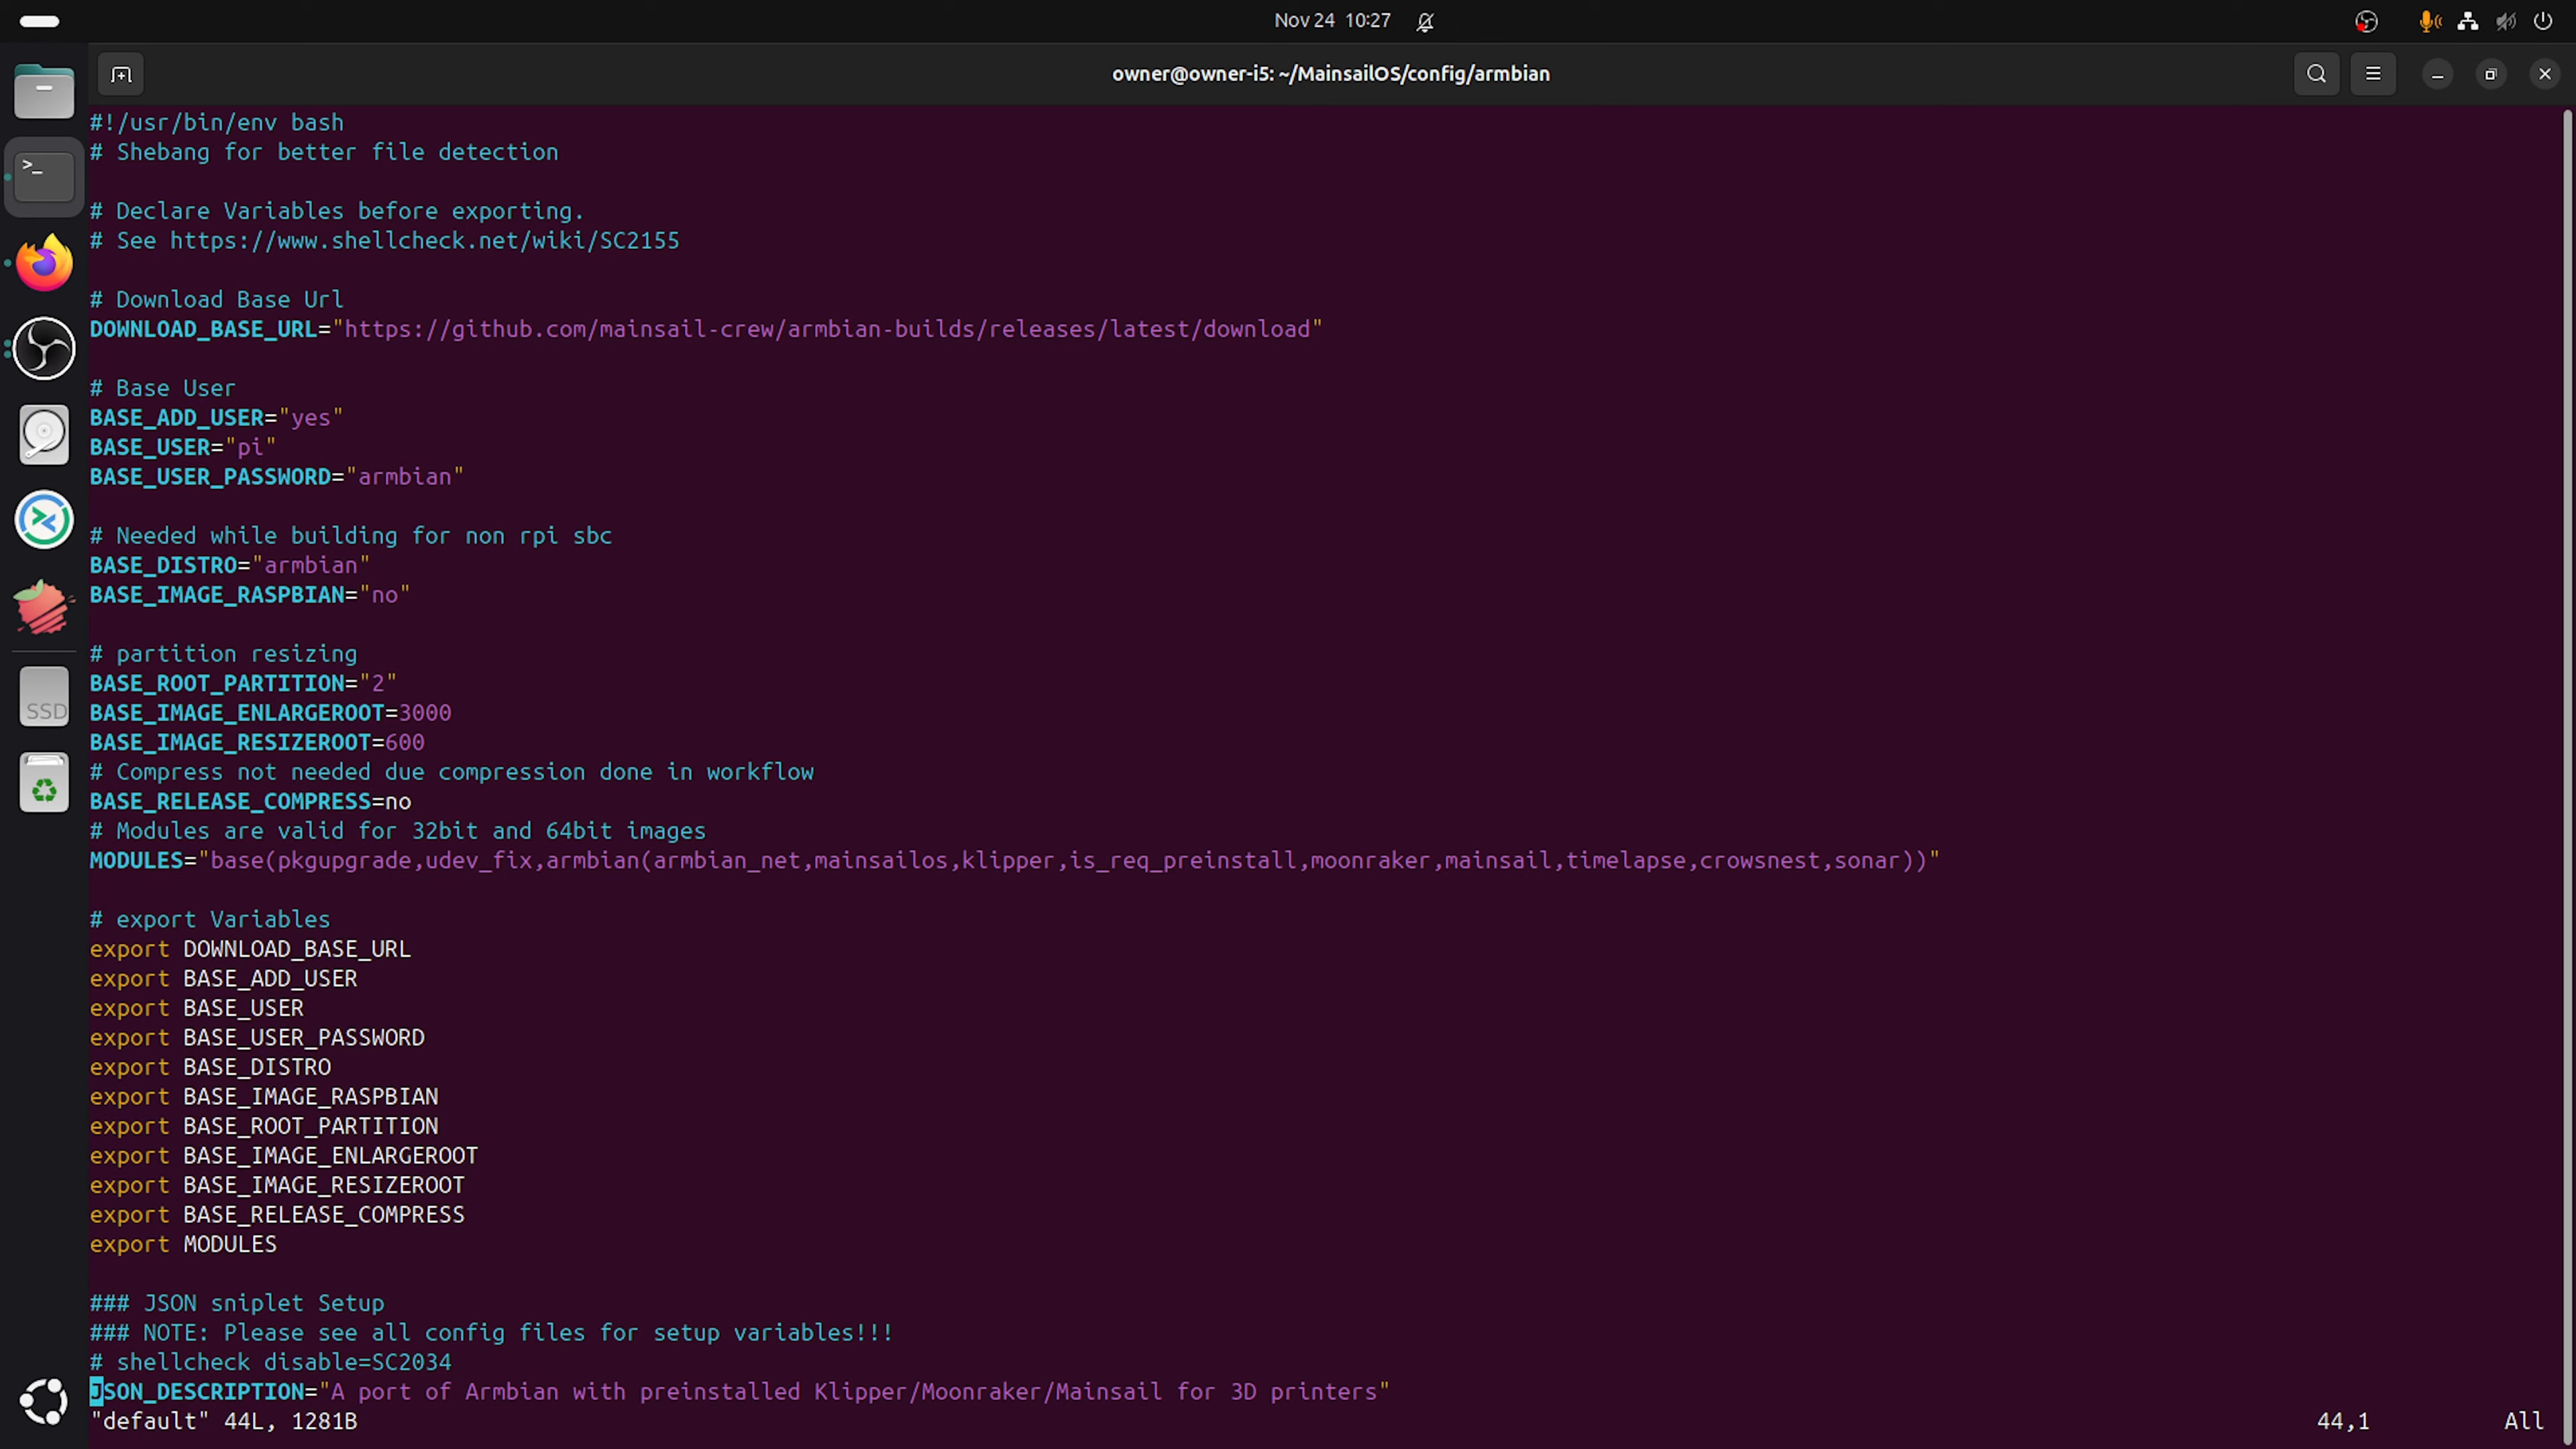 Nov 24 10:27
owner@owner-i5: ~/MainsailOS/config/armbian
#!/usr/bin/env bash
# Shebang for better file detection
# Declare Variables before exporting.
# See https://www.shellcheck.net/wiki/SC2155
# Download Base Url
DOWNLOAD_BASE_URL="https://github.com/mainsail-crew/armbian-builds/releases/latest/download"
# Base User
BASE_ADD_USER="yes"
BASE_USER="pi"
BASE_USER_PASSWORD="armbian"
# Needed while building for non rpi sbc
BASE_DISTRO="armbian"
BASE_IMAGE_RASPBIAN="no"
# partition resizing
BASE_ROOT_PARTITION="2"
BASE_IMAGE_ENLARGEROOT=3000
BASE_IMAGE_RESIZEROOT=600
# Compress not needed due compression done in workflow
BASE_RELEASE_COMPRESS=no
# Modules are valid for 32bit and 64bit images
MODULES="base(pkgupgrade,udev_fix,armbian(armbian_net,mainsailos,klipper,is_req_preinstall,moonraker,mainsail,timelapse,crowsnest,sonar))"
# export Variables
export DOWNLOAD_BASE_URL
export BASE_ADD_USER
export BASE_USER
export BASE_USER_PASSWORD
export BASE_DISTRO
export BASE_IMAGE_RASPBIAN
export BASE_ROOT_PARTITION
export BASE_IMAGE_ENLARGEROOT
export BASE_IMAGE_RESIZEROOT
export BASE_RELEASE_COMPRESS
export MODULES
### JSON sniplet Setup
### NOTE: Please see all config files for setup variables!!!
# shellcheck disable=SC2034
JSON_DESCRIPTION="A port of Armbian with preinstalled Klipper/Moonraker/Mainsail for 3D printers"
"default" 44L, 1281B 44,1 All
SSD